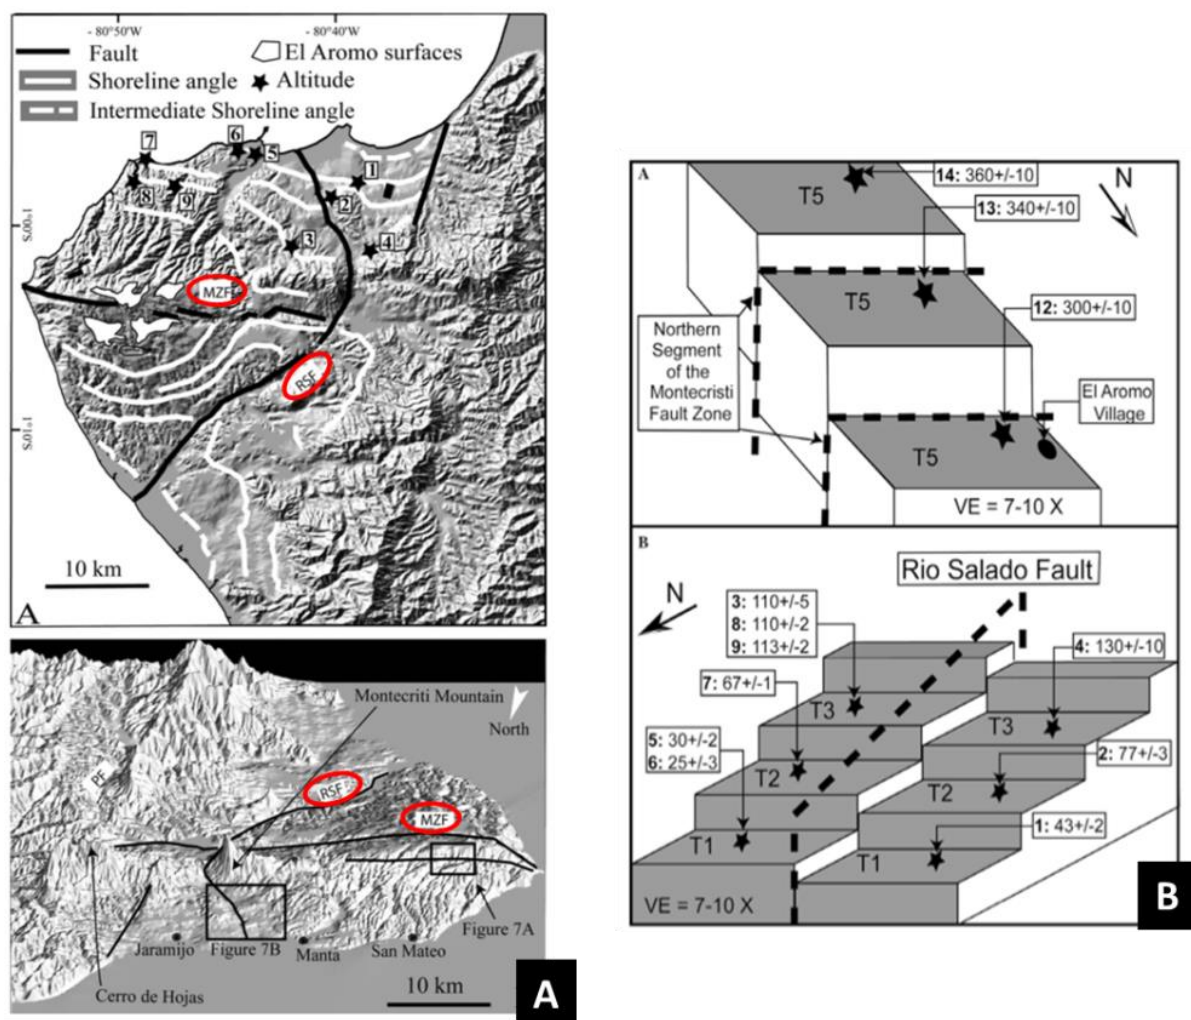 - 80°50'W
- 80°40'W
Fault
El Aromo surfaces
Shoreline angle
Altitude
Intermediate Shoreline angle
7
6
5
1
8
9
2
3
4
1°00'S
MZF
RSF
1°10'S
10 km
A
Montecriti Mountain
North
PF
RSF
MZF
Jaramijo
Figure 7B
Manta
San Mateo
Figure 7A
Cerro de Hojas
10 km
A
A
14: 360+/-10
N
T5
13: 340+/-10
T5
12: 300+/-10
Northern
Segment
of the
Montecristi
Fault Zone
El Aromo
Village
T5
VE = 7-10 X
B
Rio Salado Fault
N
3: 110+/-5
8: 110+/-2
9: 113+/-2
4: 130+/-10
7: 67+/-1
T3
T3
5: 30+/-2
6: 25+/-3
2: 77+/-3
T2
T2
1: 43+/-2
T1
T1
VE = 7-10 X
B